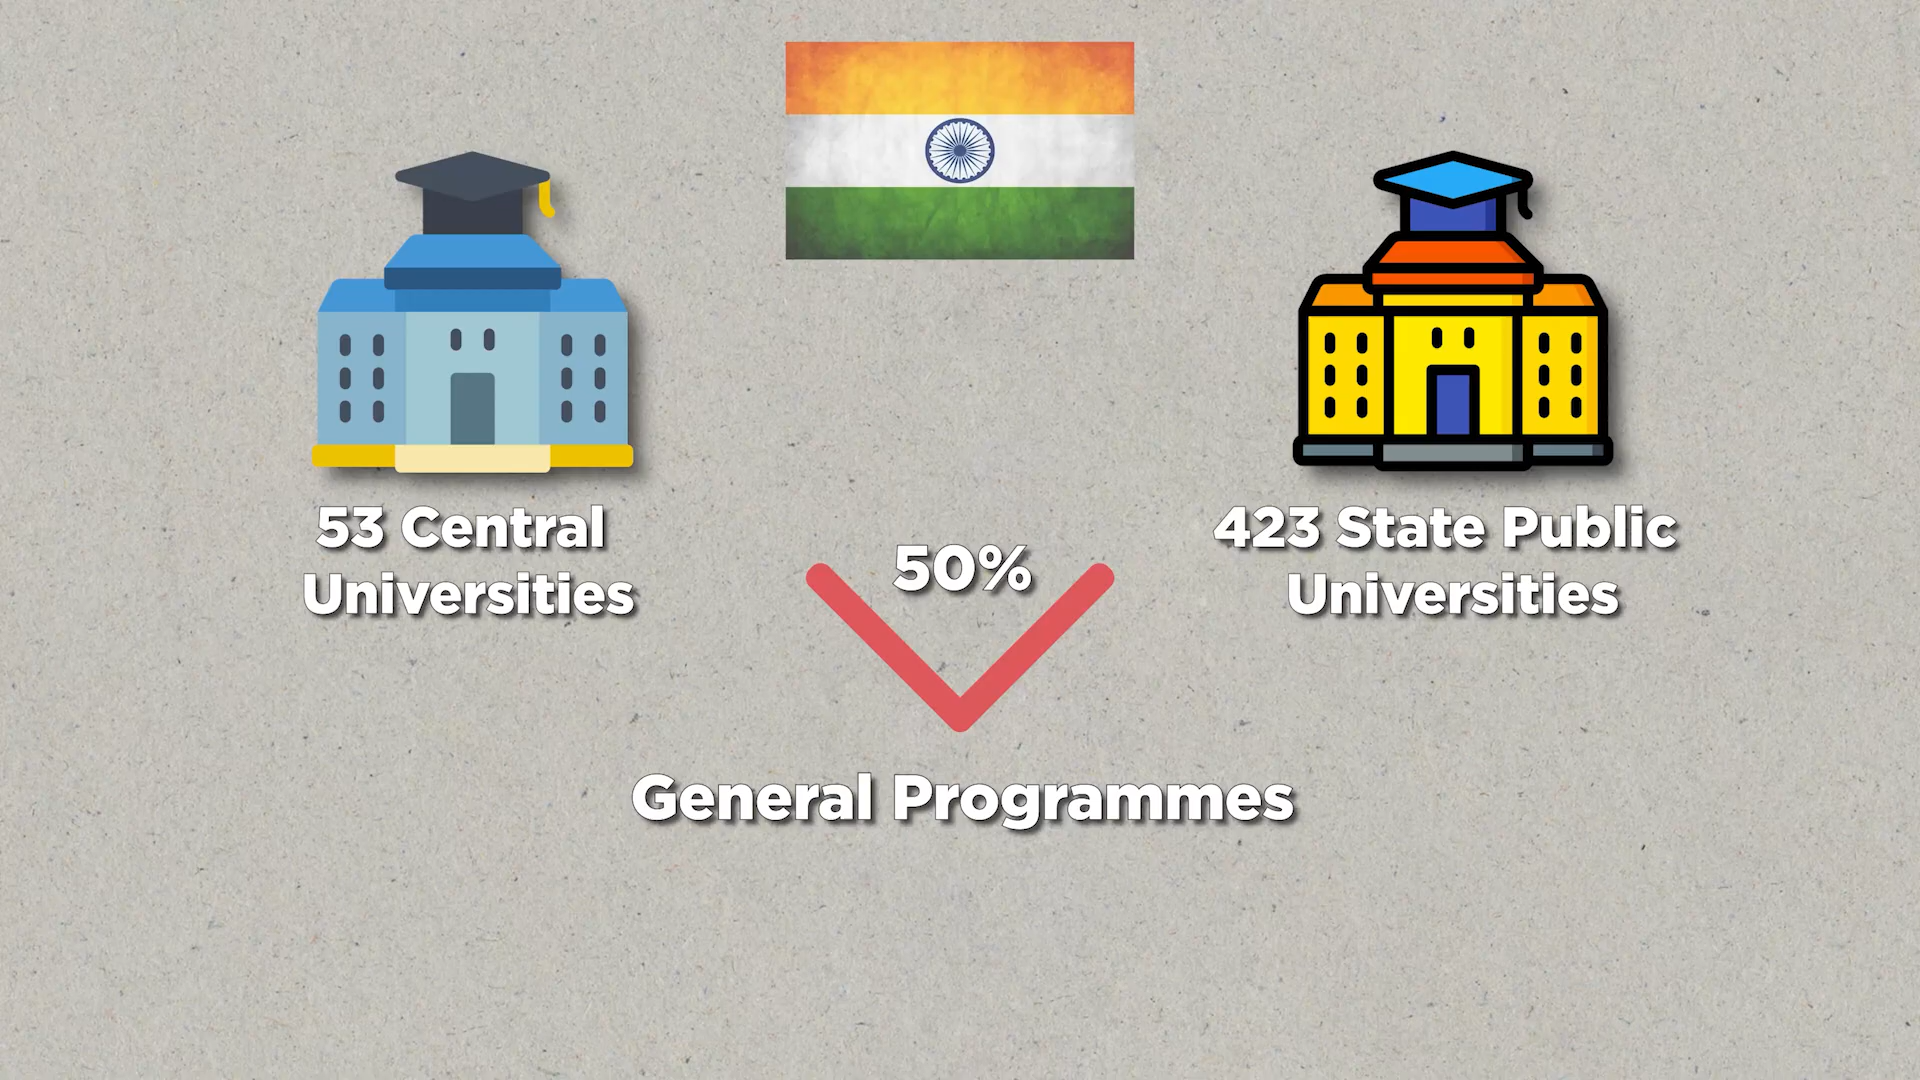 53 Central
Universities
423 State Public
Universities
50%
General Programmes